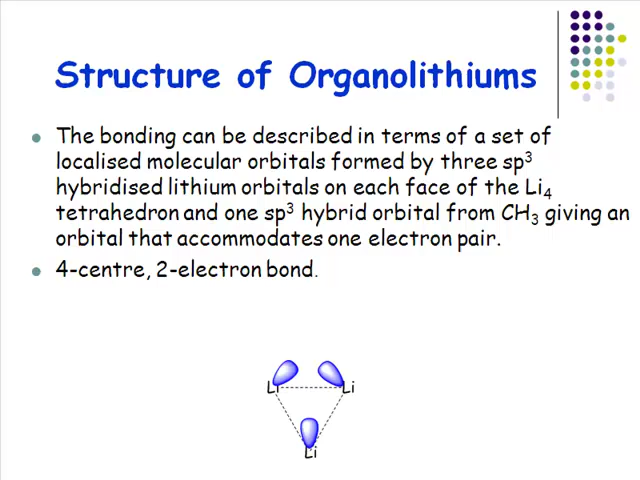 Structure of Organolithiums
The bonding can be described in terms of a set of
localised molecular orbitals formed by three sp³
hybridised lithium orbitals on each face of the Li₄
tetrahedron and one sp³ hybrid orbital from CH₃ giving an
orbital that accommodates one electron pair.
4-centre, 2-electron bond.
Li Li
Li